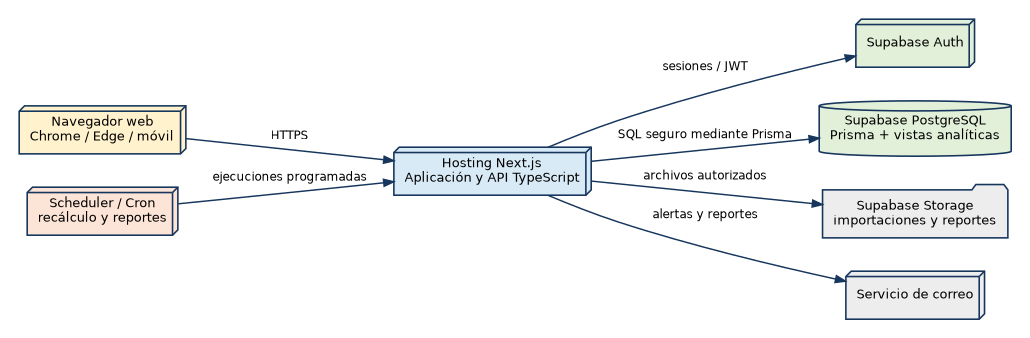 Navegador web
Chrome / Edge / móvil
HTTPS
Scheduler / Cron
recálculo y reportes
ejecuciones programadas
Hosting Next.js
Aplicación y API TypeScript
sesiones / JWT
Supabase Auth
SQL seguro mediante Prisma
Supabase PostgreSQL
Prisma + vistas analíticas
archivos autorizados
Supabase Storage
importaciones y reportes
alertas y reportes
Servicio de correo